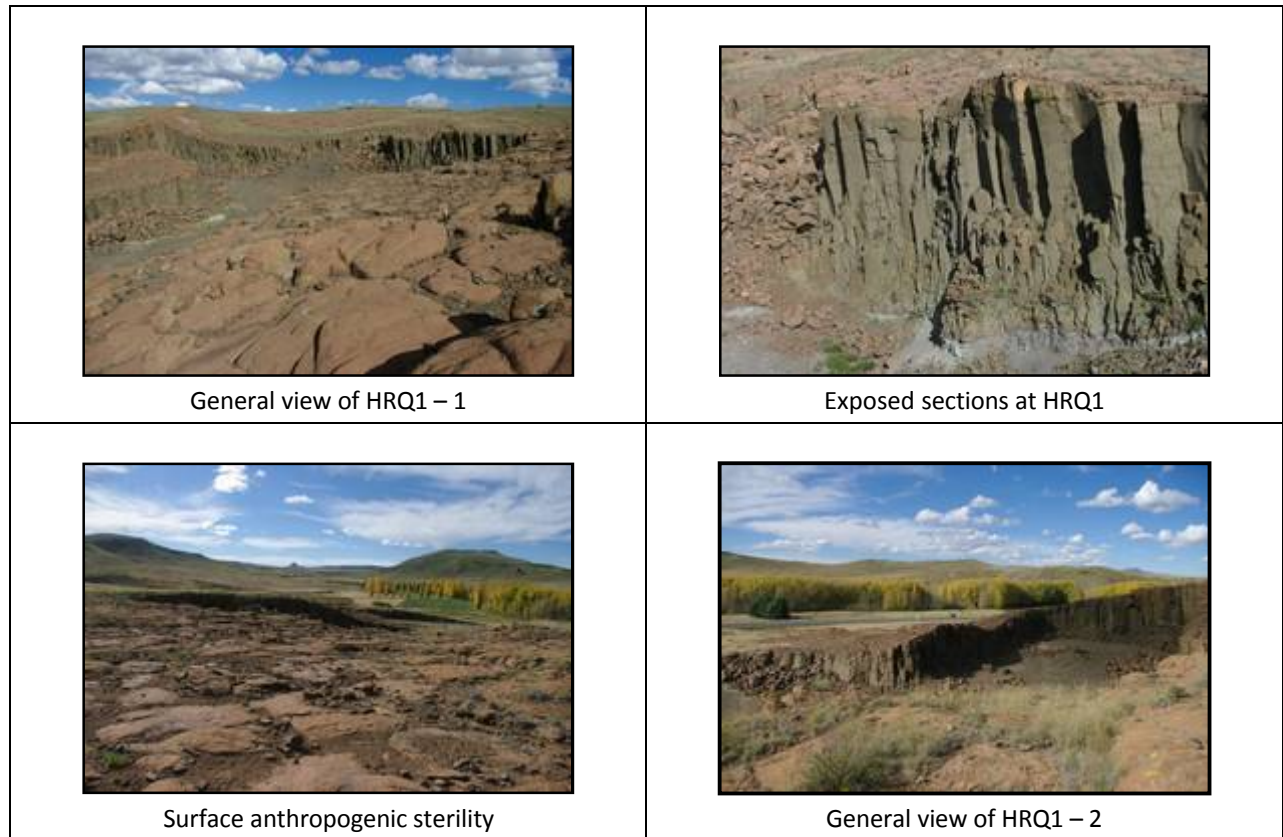 General view of HRQ1 – 1
Exposed sections at HRQ1
Surface anthropogenic sterility
General view of HRQ1 – 2